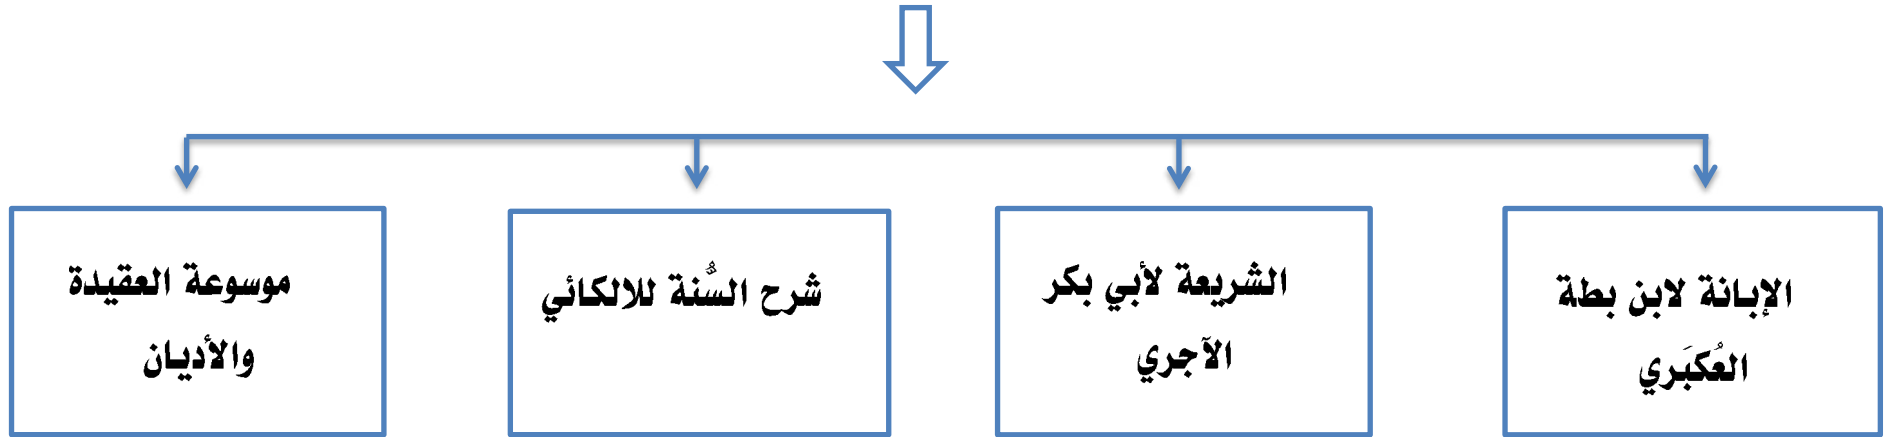 الإبانة لابن بطة
العُكبَري
الشريعة لأبي بكر
الآجري
شرح السُّنة للالكائي
موسوعة العقيدة
والأديان